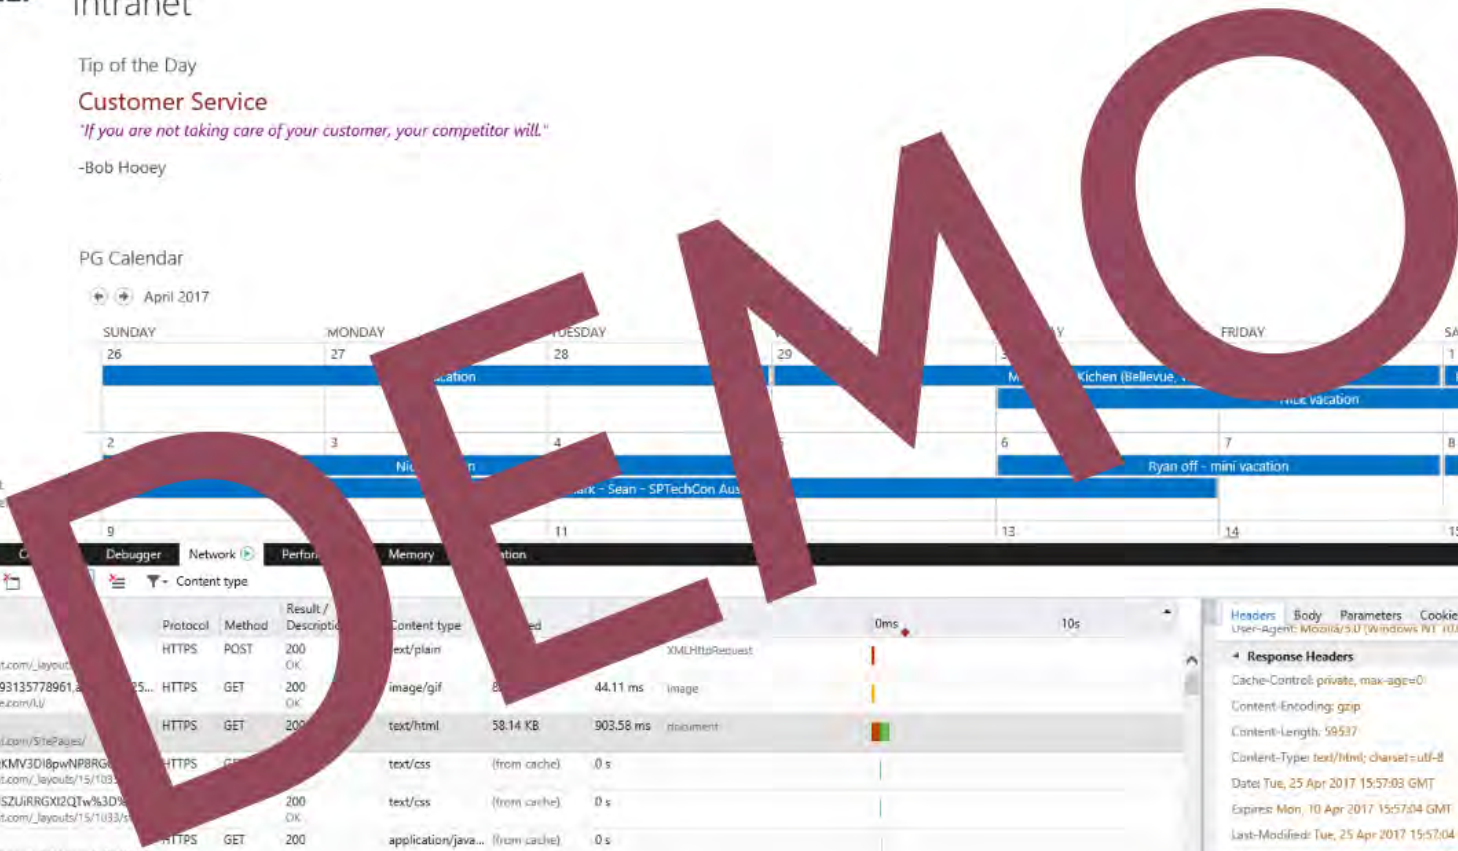 Intranet
Tip of the Day
Customer Service
"If you are not taking care of your customer, your competitor will."
-Bob Hooey
PG Calendar
April 2017
SUNDAY MONDAY TUESDAY FRIDAY
26 27 28 29 1
Kichen (Bellevue,
vacation
2 3 4 6 7 8
Ryan off - mini vacation
- Sean - SPTechCon
9 11 13 14 15
DEMO
Debugger Network Memory
Content type
Result /
Protocol Method Content type 0ms 10s Headers Body Parameters
HTTPS POST 200 XMLHttpRequest
OK
Response Headers
Cache-Control: private, max-age=0
HTTPS GET 200 image/gif 44.11 ms image
OK
Content-Encoding: gzip
HTTPS GET text/html 58.14 KB 903.58 ms document
Content-Length: 59537
Content-Type: text/html; charset=utf-8
HTTPS text/css (from cache) 0 s
Date: Tue, 25 Apr 2017 15:57:03 GMT
200 text/css (from cache) 0 s
OK
Expires: Mon, 10 Apr 2017 15:57:04 GMT
HTTPS GET 200 application/java... (from cache) 0 s
Last-Modified: Tue, 25 Apr 2017 15:57:04